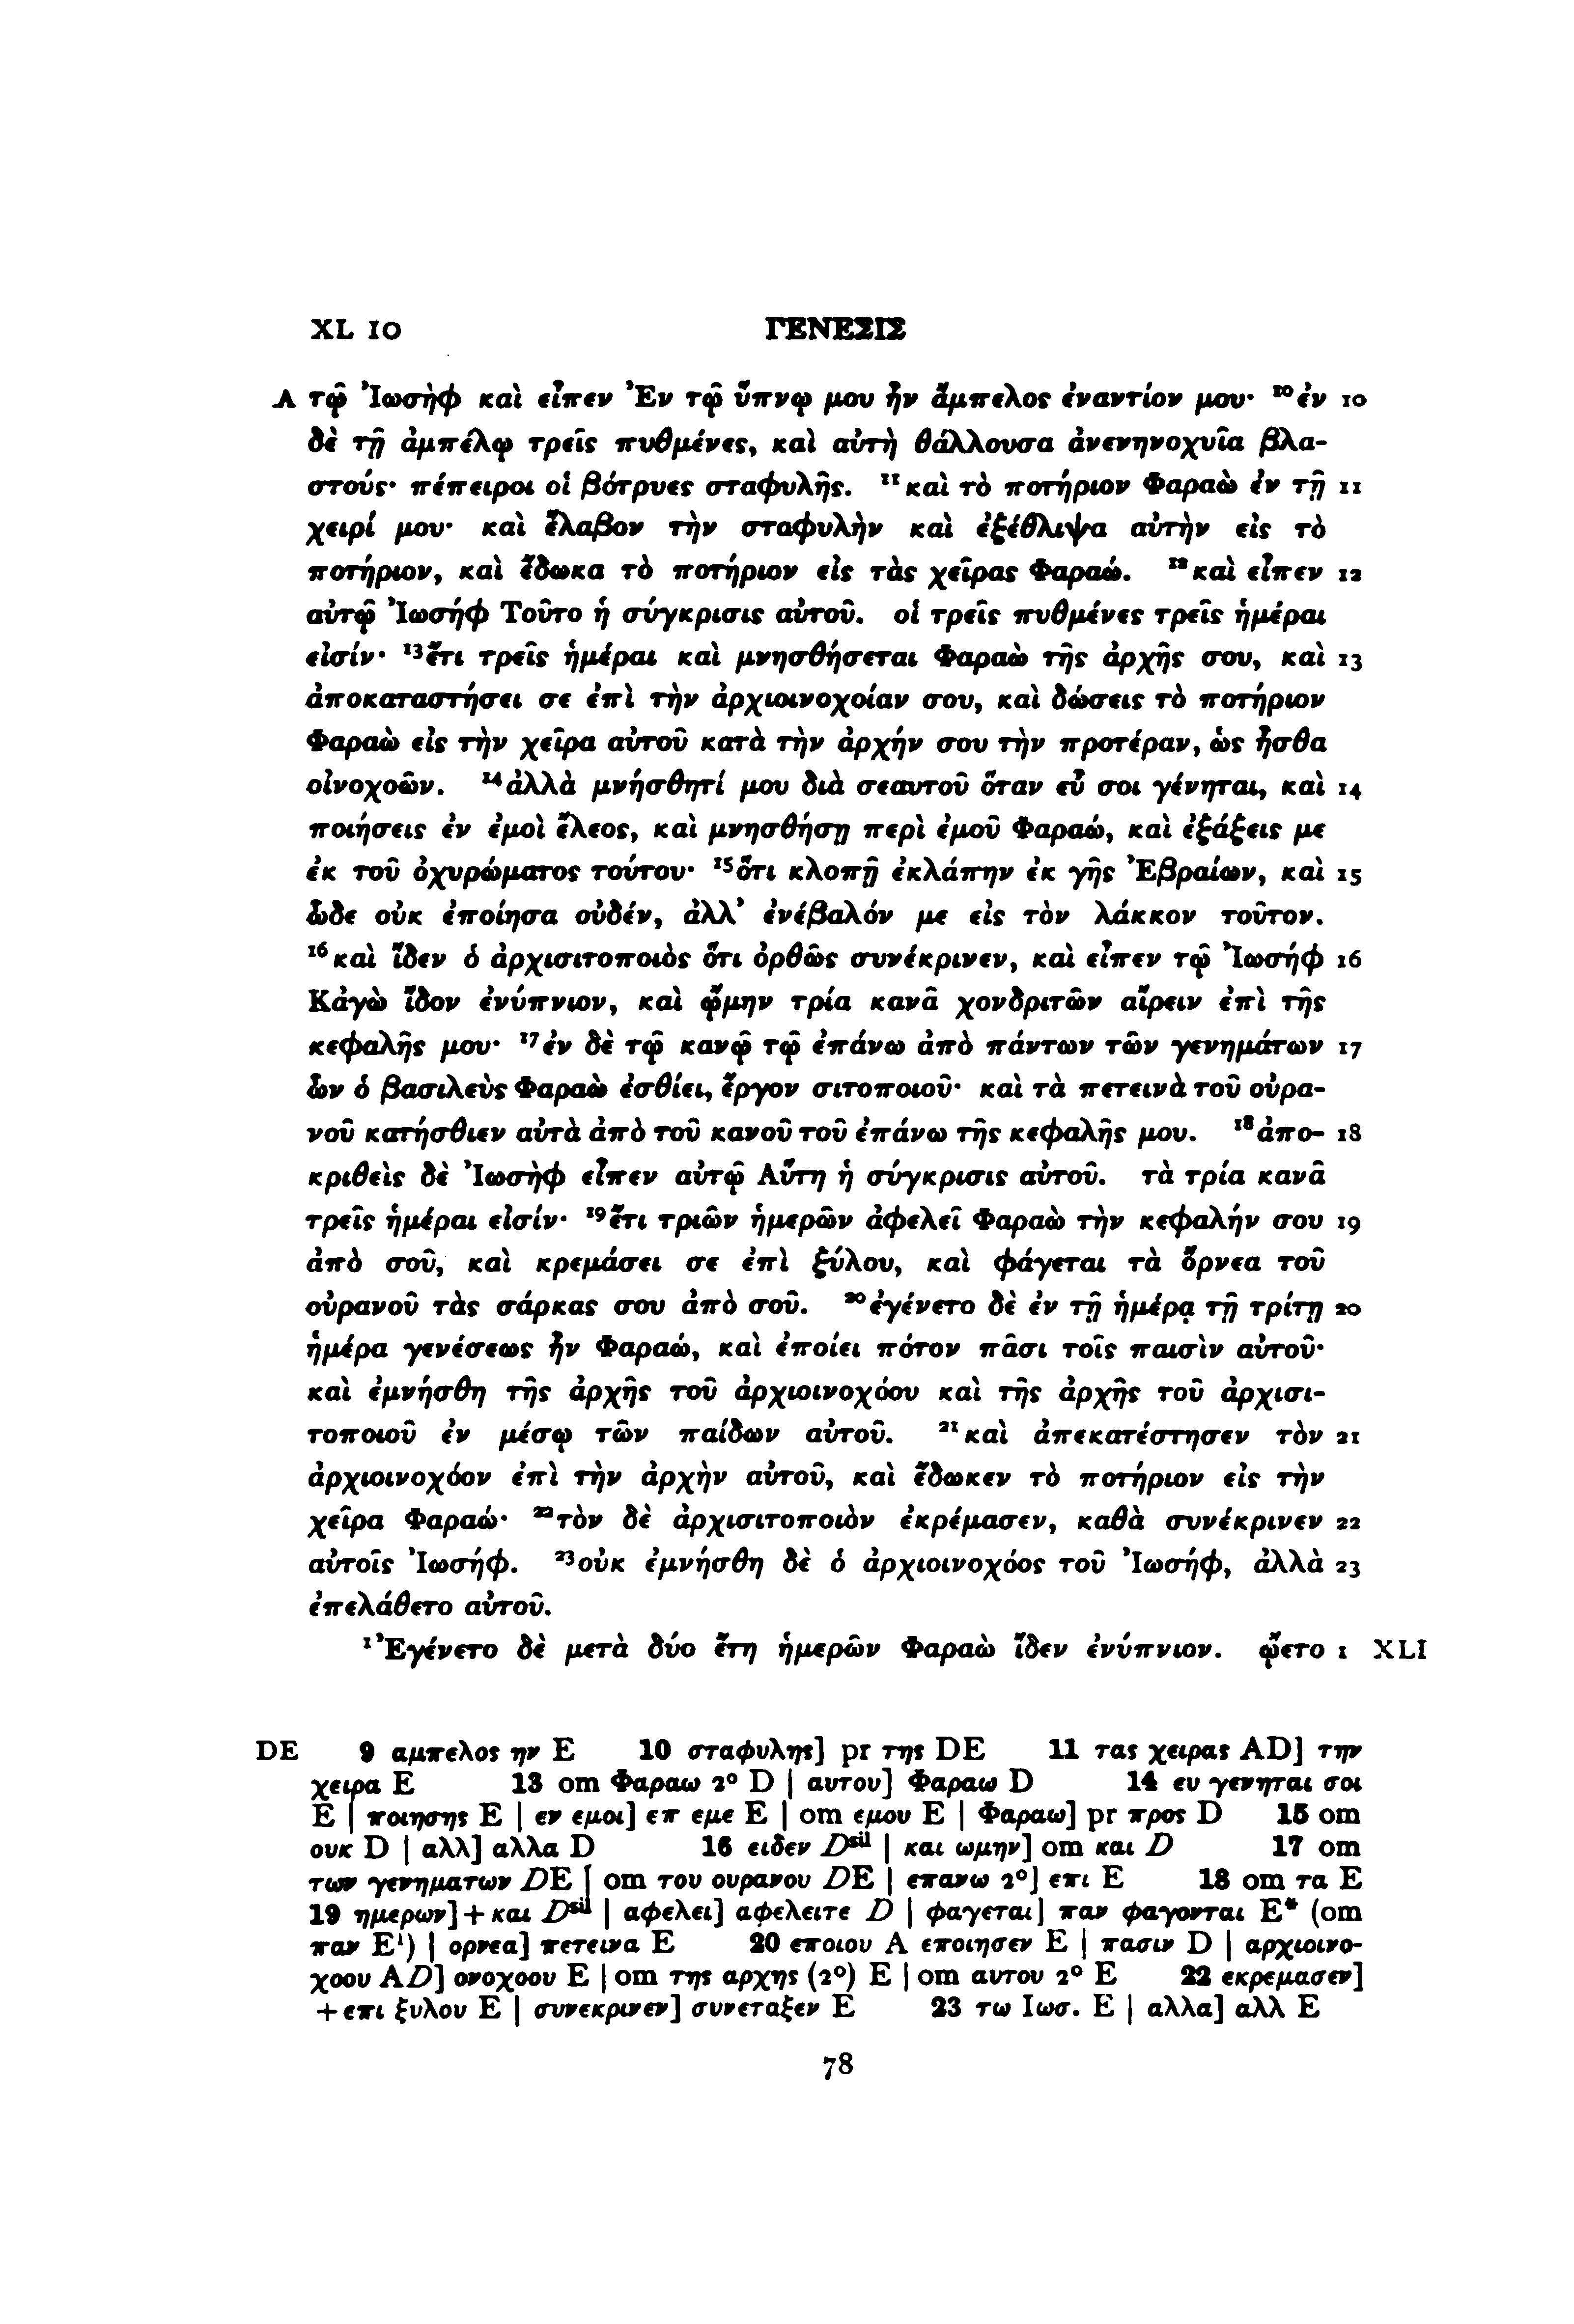 XL 10 ΓΕΝΕΣΙΣ
A τῷ Ἰωσὴφ καὶ εἶπεν Ἐν τῷ ὕπνῳ μου ἦν ἄμπελος ἐναντίον μου· ¹⁰ἐν 10
δὲ τῇ ἀμπέλῳ τρεῖς πυθμένες, καὶ αὐτὴ θάλλουσα ἀνενηνοχυῖα βλα-
στούς· πέπειροι οἱ βότρυες σταφυλῆς. ¹¹καὶ τὸ ποτήριον Φαραὼ ἐν τῇ 11
χειρί μου· καὶ ἔλαβον τὴν σταφυλὴν καὶ ἐξέθλιψα αὐτὴν εἰς τὸ
ποτήριον, καὶ ἔδωκα τὸ ποτήριον εἰς τὰς χεῖρας Φαραώ. ¹²καὶ εἶπεν 12
αὐτῷ Ἰωσήφ Τοῦτο ἡ σύγκρισις αὐτοῦ. οἱ τρεῖς πυθμένες τρεῖς ἡμέραι
εἰσίν· ¹³ἔτι τρεῖς ἡμέραι καὶ μνησθήσεται Φαραὼ τῆς ἀρχῆς σου, καὶ 13
ἀποκαταστήσει σε ἐπὶ τὴν ἀρχιοινοχοίαν σου, καὶ δώσεις τὸ ποτήριον
Φαραὼ εἰς τὴν χεῖρα αὐτοῦ κατὰ τὴν ἀρχήν σου τὴν προτέραν, ὡς ἦσθα
οἰνοχοῶν. ¹⁴ἀλλὰ μνήσθητί μου διὰ σεαυτοῦ ὅταν εὖ σοι γένηται, καὶ 14
ποιήσεις ἐν ἐμοὶ ἔλεος, καὶ μνησθήσῃ περὶ ἐμοῦ Φαραώ, καὶ ἐξάξεις με
ἐκ τοῦ ὀχυρώματος τούτου· ¹⁵ὅτι κλοπῇ ἐκλάπην ἐκ γῆς Ἐβραίων, καὶ 15
ὧδε οὐκ ἐποίησα οὐδέν, ἀλλ’ ἐνέβαλόν με εἰς τὸν λάκκον τοῦτον.
¹⁶καὶ ἴδεν ὁ ἀρχισιτοποιὸς ὅτι ὀρθῶς συνέκρινεν, καὶ εἶπεν τῷ Ἰωσήφ 16
Κἀγὼ ἴδον ἐνύπνιον, καὶ ᾤμην τρία κανᾶ χονδριτῶν αἴρειν ἐπὶ τῆς
κεφαλῆς μου· ¹⁷ἐν δὲ τῷ κανῷ τῷ ἐπάνω ἀπὸ πάντων τῶν γενημάτων 17
ὧν ὁ βασιλεὺς Φαραὼ ἐσθίει, ἔργον σιτοποιοῦ· καὶ τὰ πετεινὰ τοῦ οὐρα-
νοῦ κατήσθιεν αὐτὰ ἀπὸ τοῦ κανοῦ τοῦ ἐπάνω τῆς κεφαλῆς μου. ¹⁸ἀπο- 18
κριθεὶς δὲ Ἰωσὴφ εἶπεν αὐτῷ Αὕτη ἡ σύγκρισις αὐτοῦ. τὰ τρία κανᾶ
τρεῖς ἡμέραι εἰσίν· ¹⁹ἔτι τριῶν ἡμερῶν ἀφελεῖ Φαραὼ τὴν κεφαλήν σου 19
ἀπὸ σοῦ, καὶ κρεμάσει σε ἐπὶ ξύλου, καὶ φάγεται τὰ ὄρνεα τοῦ
οὐρανοῦ τὰς σάρκας σου ἀπὸ σοῦ. ²⁰ἐγένετο δὲ ἐν τῇ ἡμέρᾳ τῇ τρίτῃ 20
ἡμέρα γενέσεως ἦν Φαραώ, καὶ ἐποίει πότον πᾶσι τοῖς παισὶν αὐτοῦ·
καὶ ἐμνήσθη τῆς ἀρχῆς τοῦ ἀρχιοινοχόου καὶ τῆς ἀρχῆς τοῦ ἀρχισι-
τοποιοῦ ἐν μέσῳ τῶν παίδων αὐτοῦ. ²¹καὶ ἀπεκατέστησεν τὸν 21
ἀρχιοινοχόον ἐπὶ τὴν ἀρχὴν αὐτοῦ, καὶ ἔδωκεν τὸ ποτήριον εἰς τὴν
χεῖρα Φαραώ· ²²τὸν δὲ ἀρχισιτοποιὸν ἐκρέμασεν, καθὰ συνέκρινεν 22
αὐτοῖς Ἰωσήφ. ²³οὐκ ἐμνήσθη δὲ ὁ ἀρχιοινοχόος τοῦ Ἰωσήφ, ἀλλὰ 23
ἐπελάθετο αὐτοῦ.
¹Ἐγένετο δὲ μετὰ δύο ἔτη ἡμερῶν Φαραὼ ἴδεν ἐνύπνιον. ᾤετο 1 XLI
DE 9 αμπελος ην E 10 σταφυλης] pr της DE 11 τας χειρας AD] την
χειρα E 13 om Φαραω 2° D | αυτου] Φαραω D 14 ευ γενηται σοι
E | ποιησης E | εν εμοι] επ εμε E | om εμου E | Φαραω] pr προς D 15 om
ουκ D | αλλ] αλλα D 16 ειδεν Dˢⁱˡ | και ωμην] om και D 17 om
των γενηματων DE | om του ουρανου DE | επανω 2°] επι E 18 om τα E
19 ημερων]+και Dˢⁱˡ | αφελει] αφελειτε D | φαγεται] παν φαγονται E* (om
παν E¹) | ορνεα] πετεινα E 20 εποιου A εποιησεν E | πασιν D | αρχιοινο-
χοου AD] οινοχοου E | om της αρχης (2°) E | om αυτου 2° E 22 εκρεμασεν]
+επι ξυλου E | συνεκρινεν] συνεταξεν E 23 τω Ιωσ. E | αλλα] αλλ E
78